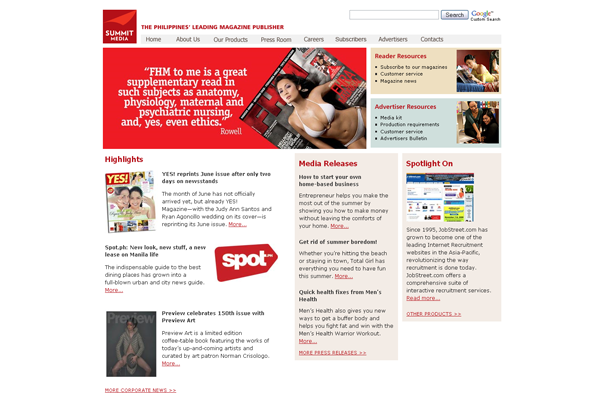 SUMMIT
MEDIA
THE PHILIPPINES' LEADING MAGAZINE PUBLISHER
Search
Google™
Custom Search
Home About Us Our Products Press Room Careers Subscribers Advertisers Contacts
“FHM to me is a great
supplementary read in
such subjects as anatomy,
physiology, maternal and
psychiatric nursing,
and, yes, even ethics.”
Rowell
Reader Resources
Subscribe to our magazines
Customer service
Magazine news
Advertiser Resources
Media kit
Production requirements
Customer service
Advertisers Bulletin
Highlights
YES!
YES! reprints June issue after only two
days on newsstands
The month of June has not officially
arrived yet, but already YES!
Magazine—with the Judy Ann Santos and
Ryan Agoncillo wedding on its cover—is
reprinting its June issue. More...
Spot.ph: New look, new stuff, a new
lease on Manila life
The indispensable guide to the best
dining places has grown into a
full-blown urban and city news guide.
More...
spot.ph
Preview
Preview celebrates 150th issue with
Preview Art
Preview Art is a limited edition
coffee-table book featuring the works of
today's up-and-coming artists and
curated by art patron Norman Crisologo.
More...
MORE CORPORATE NEWS >>
Media Releases
How to start your own
home-based business
Entrepreneur helps you make the
most out of the summer by
showing you how to make money
without leaving the comforts of
your home. More...
Get rid of summer boredom!
Whether you're hitting the beach
or staying in town, Total Girl has
everything you need to have fun
this summer. More...
Quick health fixes from Men's
Health
Men's Health also gives you new
ways to get a buffer body and
helps you fight fat and win with the
Men's Health Warrior Workout.
More...
MORE PRESS RELEASES >>
Spotlight On
Since 1995, JobStreet.com has
grown to become one of the
leading Internet Recruitment
websites in the Asia-Pacific,
revolutionizing the way
recruitment is done today.
JobStreet.com offers a
comprehensive suite of
interactive recruitment services.
Read more...
OTHER PRODUCTS >>